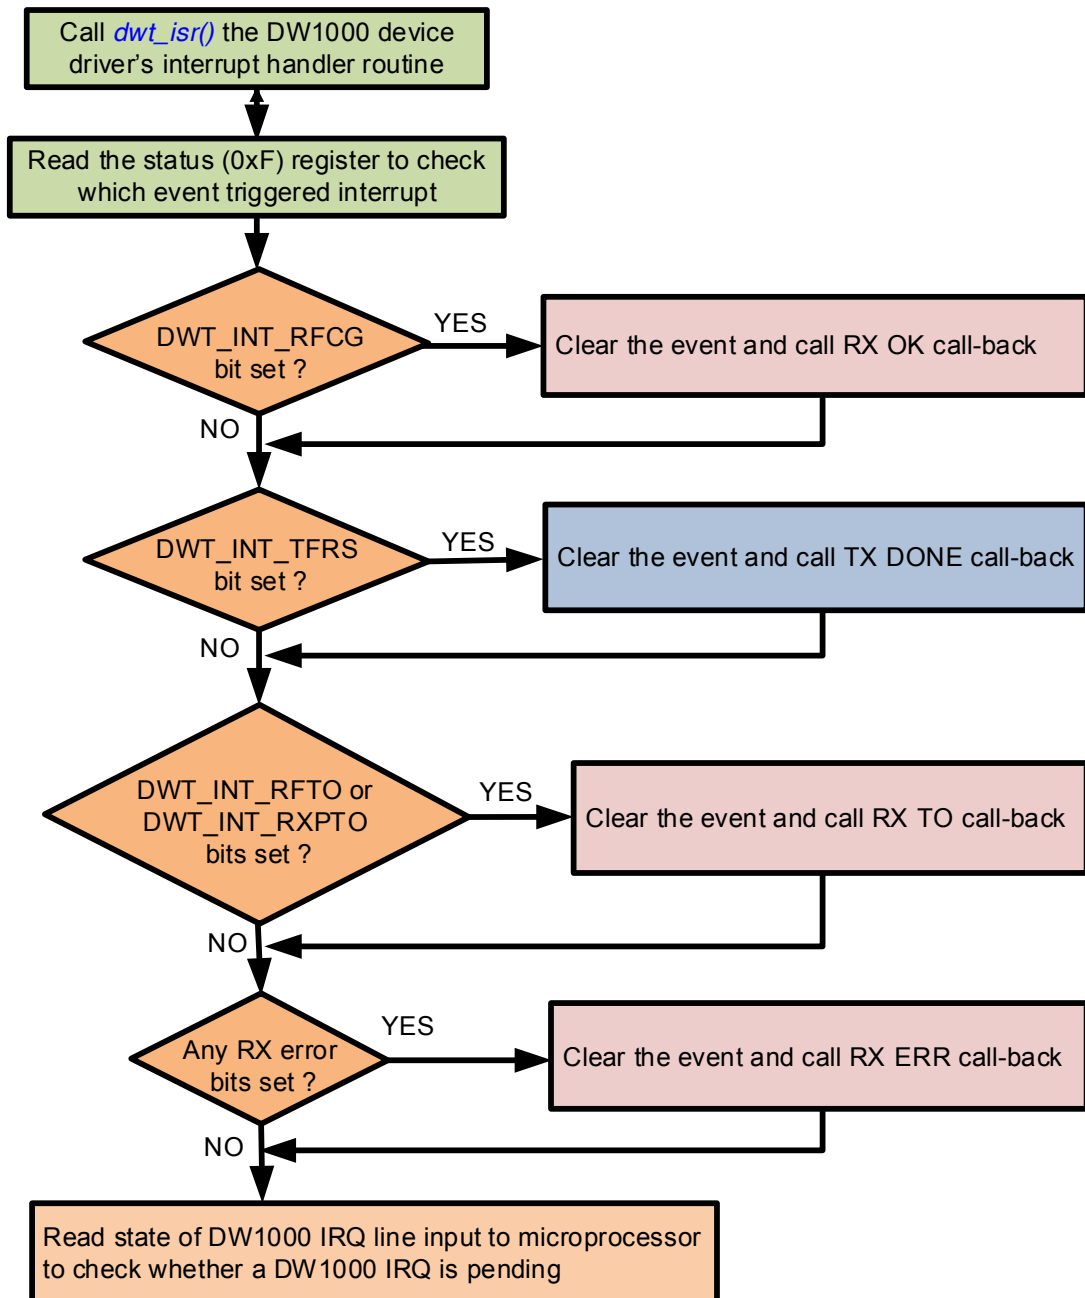 Call dwt_isr() the DW1000 device
driver's interrupt handler routine
Read the status (0xF) register to check
which event triggered interrupt
DWT_INT_RFCG
bit set ?
YES
Clear the event and call RX OK call-back
NO
DWT_INT_TFRS
bit set ?
YES
Clear the event and call TX DONE call-back
NO
DWT_INT_RFTO or
DWT_INT_RXPTO
bits set ?
YES
Clear the event and call RX TO call-back
NO
Any RX error
bits set ?
YES
Clear the event and call RX ERR call-back
NO
Read state of DW1000 IRQ line input to microprocessor
to check whether a DW1000 IRQ is pending